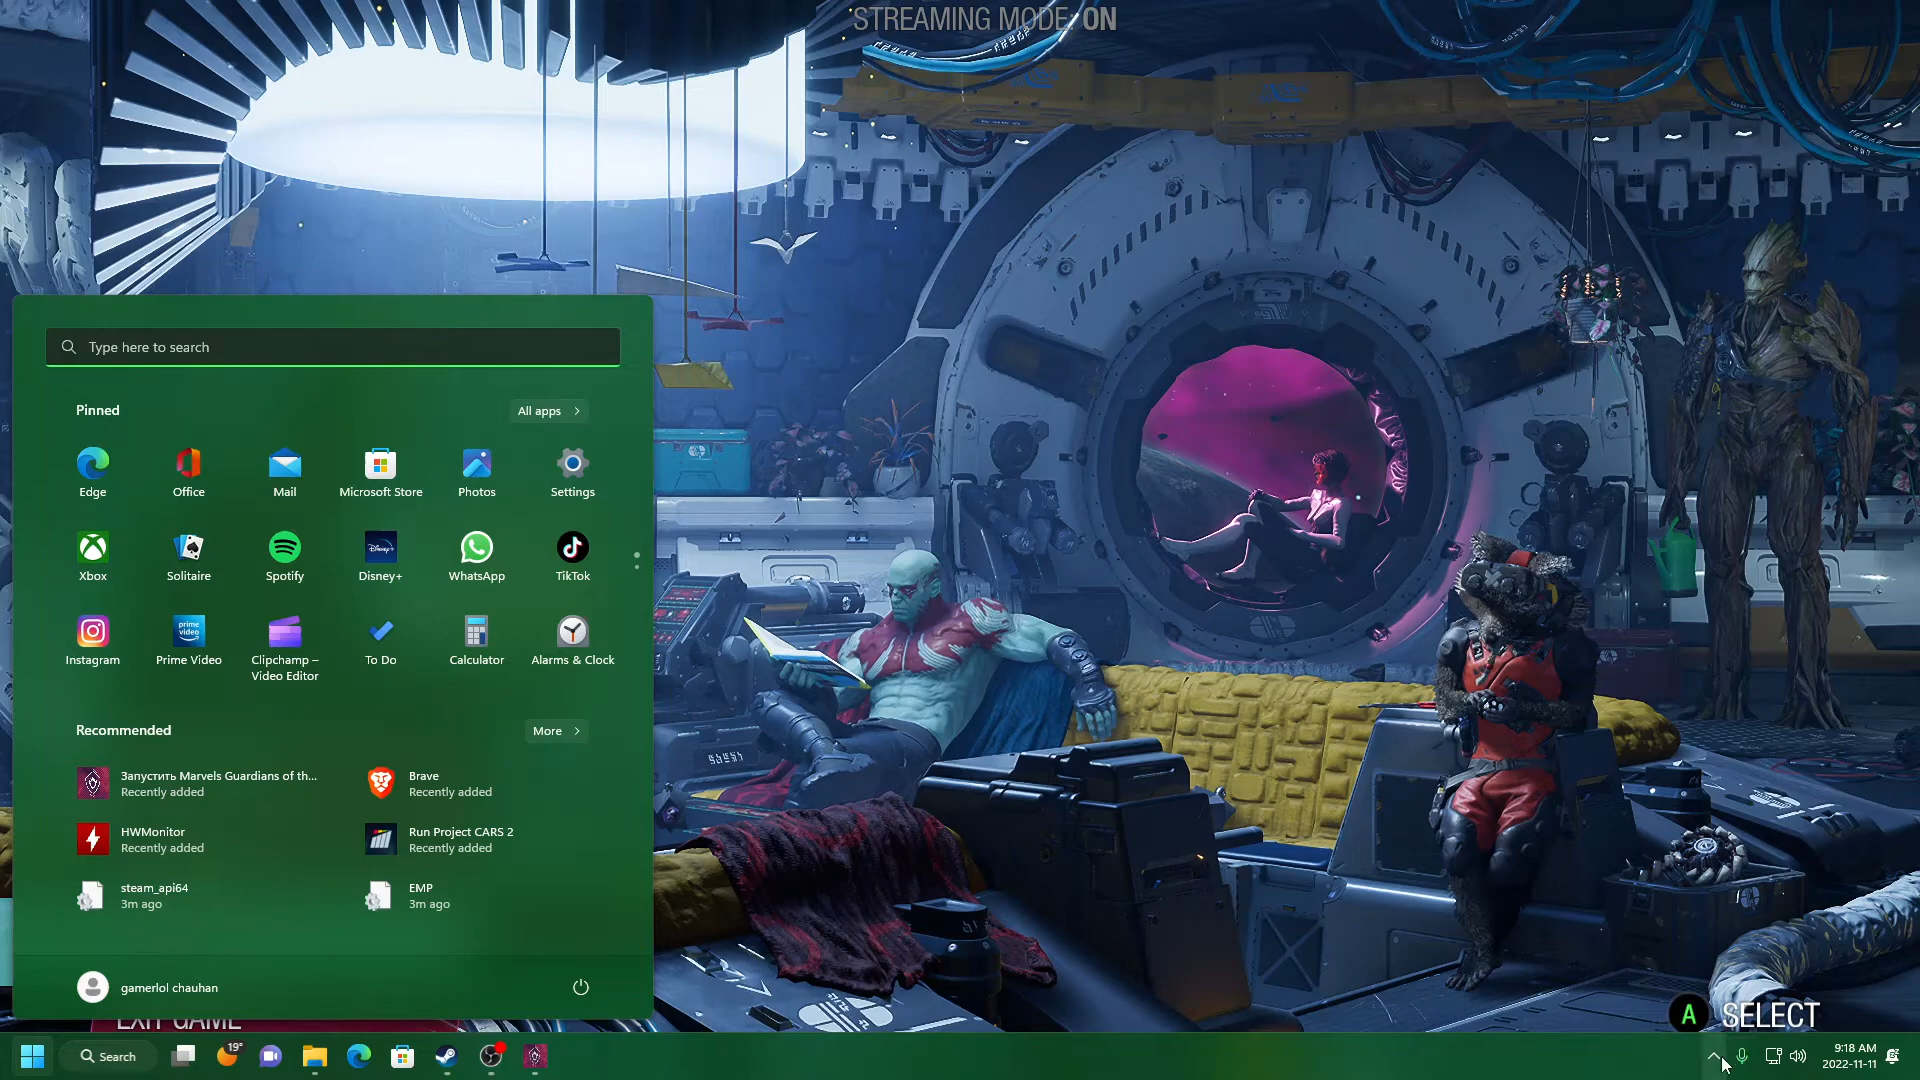 STREAMING MODE: ON
Type here to search
Pinned
All apps
Edge
Office
Mail
Microsoft Store
Photos
Settings
Xbox
Solitaire
Spotify
Disney+
WhatsApp
TikTok
Instagram
Prime Video
Clipchamp –
Video Editor
To Do
Calculator
Alarms & Clock
Recommended
More
Запустить Marvels Guardians of th...
Recently added
Brave
Recently added
HWMonitor
Recently added
Run Project CARS 2
Recently added
steam_api64
3m ago
EMP
3m ago
gamerlol chauhan
EXIT GAME
A SELECT
Search
19°
9:18 AM
2022-11-11